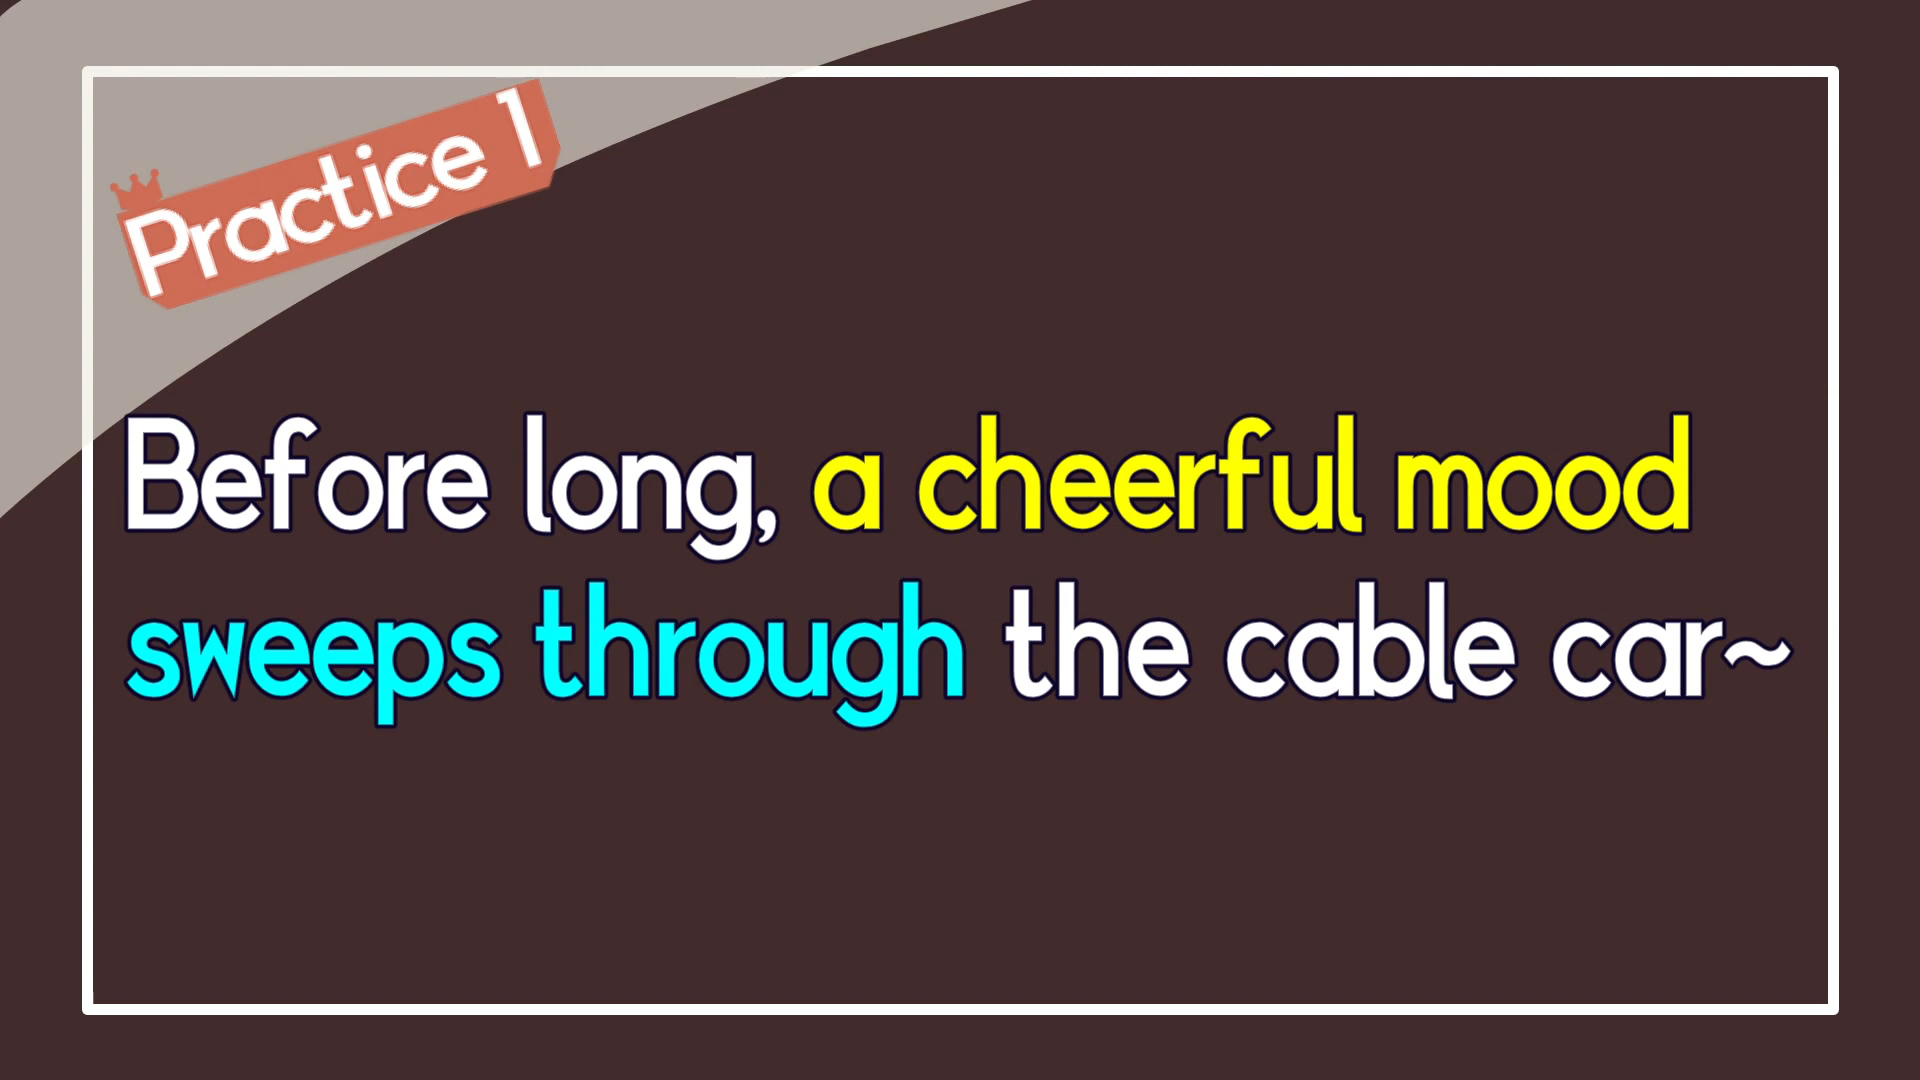 Practice 1
Before long, a cheerful mood
sweeps through the cable car~